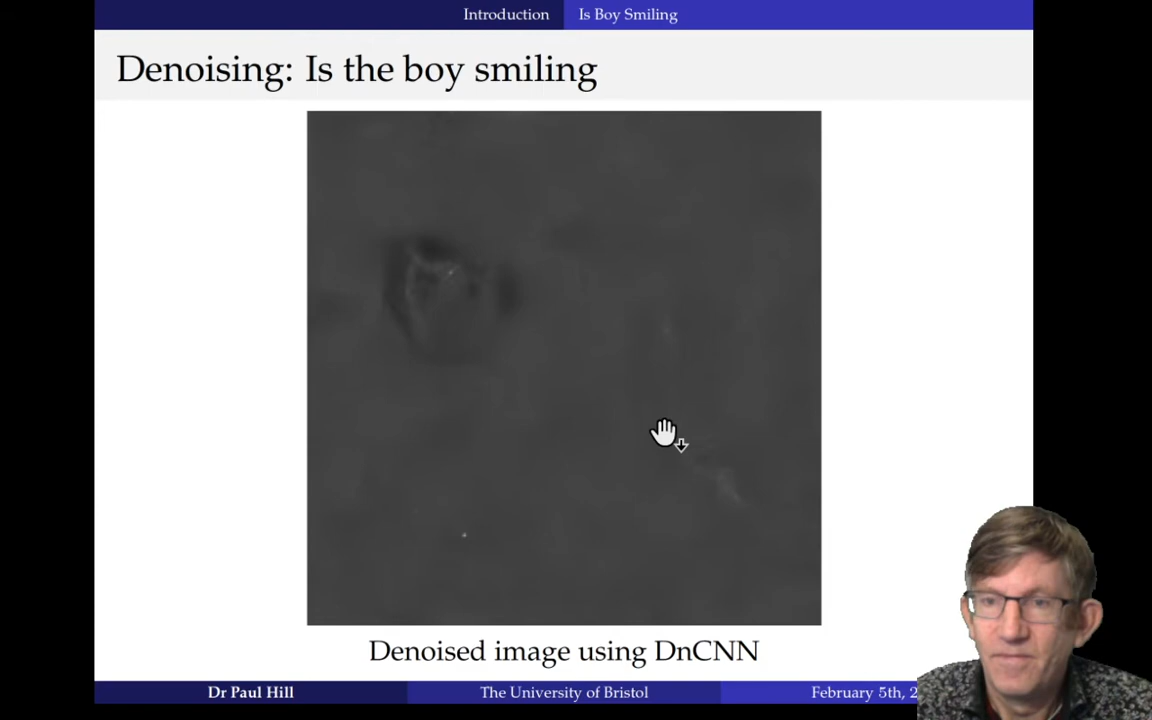 Introduction Is Boy Smiling
Denoising: Is the boy smiling
Denoised image using DnCNN
Dr Paul Hill The University of Bristol February 5th, 2